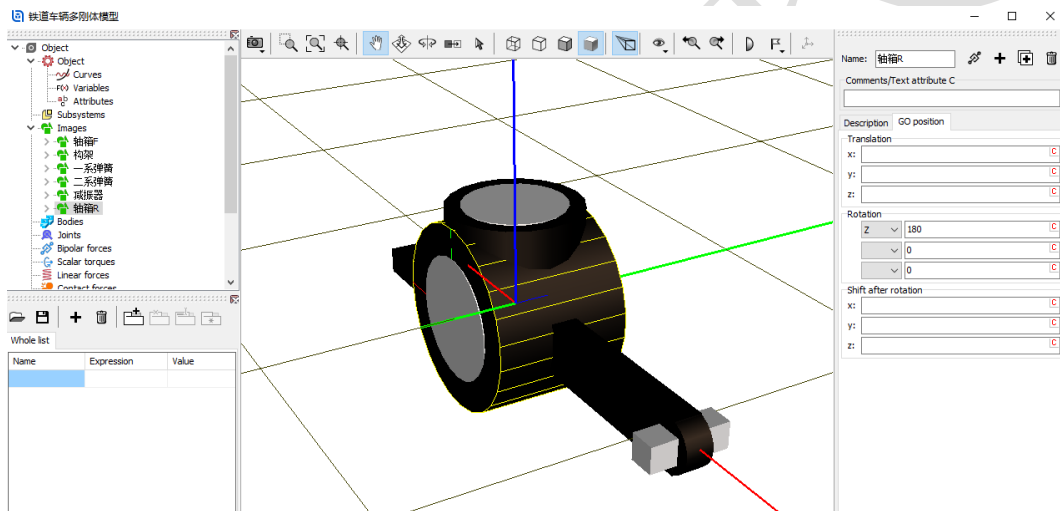 铁道车辆多刚体模型
Object
Object
Curves
Variables
Attributes
Subsystems
Images
轴箱F
构架
一系弹簧
二系弹簧
减振器
轴箱R
Bodies
Joints
Bipolar forces
Scalar torques
Linear forces
Contact forces
Whole list
Name Expression Value
Name: 轴箱R
Comments/Text attribute C
Description GO position
Translation
x: C
y: C
z: C
Rotation
Z 180 C
0 C
0 C
Shift after rotation
x: C
y: C
z: C